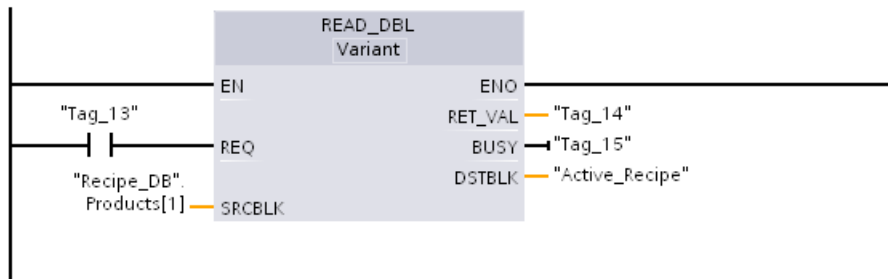 READ_DBL
Variant
EN ENO
"Tag_13" RET_VAL "Tag_14"
REQ BUSY "Tag_15"
"Recipe_DB". DSTBLK "Active_Recipe"
Products[1] SRCBLK